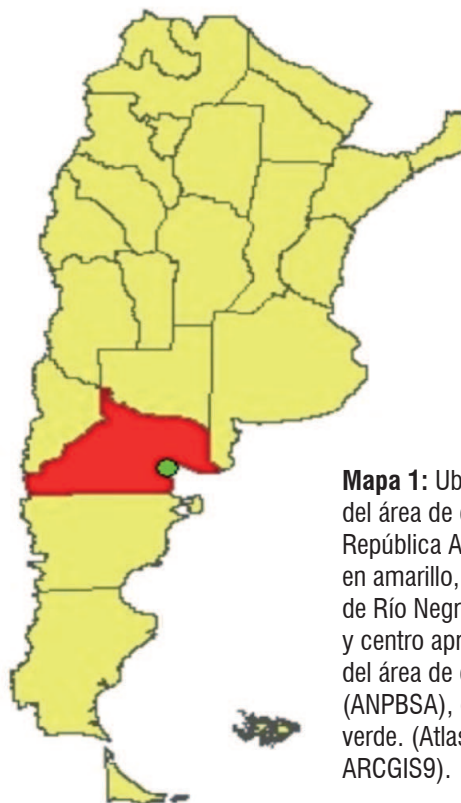 Mapa 1: Ub
del área de
República A
en amarillo,
de Río Negr
y centro apr
del área de
(ANPBSA),
verde. (Atlas
ARCGIS9).